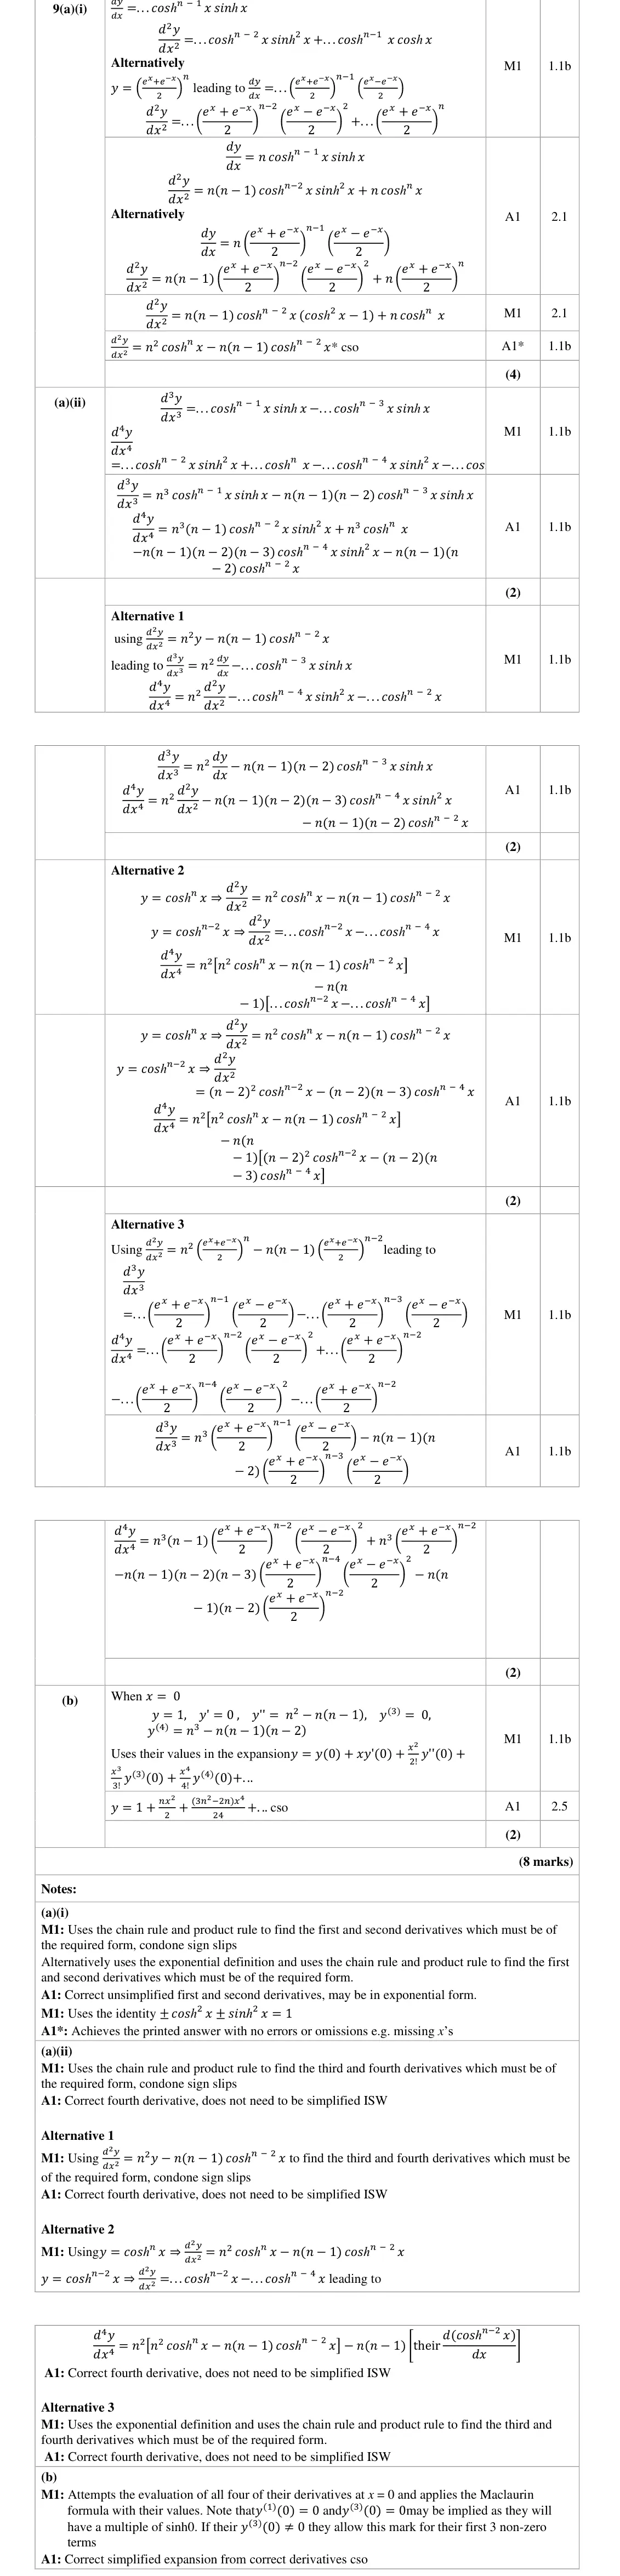 9(a)(i)
dy/dx =…cosh^(n − 1) x sinh x
d²y/dx² =…cosh^(n − 2) x sinh² x +…cosh^(n−1) x cosh x
Alternatively
y = ((e^x+e^(−x))/2)^n leading to dy/dx =…((e^x+e^(−x))/2)^(n−1) ((e^x−e^(−x))/2)
d²y/dx² =…((e^x + e^(−x))/2)^(n−2) ((e^x − e^(−x))/2)² +…((e^x + e^(−x))/2)^n
M1 1.1b
dy/dx = n cosh^(n − 1) x sinh x
d²y/dx² = n(n − 1) cosh^(n−2) x sinh² x + n cosh^n x
Alternatively
dy/dx = n((e^x + e^(−x))/2)^(n−1) ((e^x − e^(−x))/2)
d²y/dx² = n(n − 1)((e^x + e^(−x))/2)^(n−2) ((e^x − e^(−x))/2)² + n((e^x + e^(−x))/2)^n
A1 2.1
d²y/dx² = n(n − 1) cosh^(n − 2) x (cosh² x − 1) + n cosh^n x
M1 2.1
d²y/dx² = n² cosh^n x − n(n − 1) cosh^(n − 2) x* cso
A1* 1.1b
(4)
(a)(ii)
d³y/dx³ =…cosh^(n − 1) x sinh x −…cosh^(n − 3) x sinh x
d⁴y/dx⁴
=…cosh^(n − 2) x sinh² x +…cosh^n x −…cosh^(n − 4) x sinh² x −…cos
M1 1.1b
d³y/dx³ = n³ cosh^(n − 1) x sinh x − n(n − 1)(n − 2) cosh^(n − 3) x sinh x
d⁴y/dx⁴ = n³(n − 1) cosh^(n − 2) x sinh² x + n³ cosh^n x
−n(n − 1)(n − 2)(n − 3) cosh^(n − 4) x sinh² x − n(n − 1)(n
− 2) cosh^(n − 2) x
A1 1.1b
(2)
Alternative 1
using d²y/dx² = n²y − n(n − 1) cosh^(n − 2) x
leading to d³y/dx³ = n² dy/dx −…cosh^(n − 3) x sinh x
d⁴y/dx⁴ = n² d²y/dx² −…cosh^(n − 4) x sinh² x −…cosh^(n − 2) x
M1 1.1b
d³y/dx³ = n² dy/dx − n(n − 1)(n − 2) cosh^(n − 3) x sinh x
d⁴y/dx⁴ = n² d²y/dx² − n(n − 1)(n − 2)(n − 3) cosh^(n − 4) x sinh² x
− n(n − 1)(n − 2) cosh^(n − 2) x
A1 1.1b
(2)
Alternative 2
y = cosh^n x ⇒ d²y/dx² = n² cosh^n x − n(n − 1) cosh^(n − 2) x
y = cosh^(n−2) x ⇒ d²y/dx² =…cosh^(n−2) x −…cosh^(n − 4) x
d⁴y/dx⁴ = n²[n² cosh^n x − n(n − 1) cosh^(n − 2) x]
− n(n
− 1)[…cosh^(n−2) x −…cosh^(n − 4) x]
M1 1.1b
y = cosh^n x ⇒ d²y/dx² = n² cosh^n x − n(n − 1) cosh^(n − 2) x
y = cosh^(n−2) x ⇒ d²y/dx²
= (n − 2)² cosh^(n−2) x − (n − 2)(n − 3) cosh^(n − 4) x
d⁴y/dx⁴ = n²[n² cosh^n x − n(n − 1) cosh^(n − 2) x]
− n(n
− 1)[(n − 2)² cosh^(n−2) x − (n − 2)(n
− 3) cosh^(n − 4) x]
A1 1.1b
(2)
Alternative 3
Using d²y/dx² = n² ((e^x+e^(−x))/2)^n − n(n − 1) ((e^x+e^(−x))/2)^(n−2) leading to
d³y/dx³
=…((e^x + e^(−x))/2)^(n−1) ((e^x − e^(−x))/2) −…((e^x + e^(−x))/2)^(n−3) ((e^x − e^(−x))/2)
d⁴y/dx⁴ =…((e^x + e^(−x))/2)^(n−2) ((e^x − e^(−x))/2)² +…((e^x + e^(−x))/2)^(n−2)
−…((e^x + e^(−x))/2)^(n−4) ((e^x − e^(−x))/2)² −…((e^x + e^(−x))/2)^(n−2)
M1 1.1b
d³y/dx³ = n³ ((e^x + e^(−x))/2)^(n−1) ((e^x − e^(−x))/2) − n(n − 1)(n
− 2)((e^x + e^(−x))/2)^(n−3) ((e^x − e^(−x))/2)
A1 1.1b
d⁴y/dx⁴ = n³(n − 1)((e^x + e^(−x))/2)^(n−2) ((e^x − e^(−x))/2)² + n³((e^x + e^(−x))/2)^(n−2)
−n(n − 1)(n − 2)(n − 3)((e^x + e^(−x))/2)^(n−4) ((e^x − e^(−x))/2)² − n(n
− 1)(n − 2)((e^x + e^(−x))/2)^(n−2)
(2)
(b)
When x = 0
y = 1, y′ = 0 , y″ = n² − n(n − 1), y⁽³⁾ = 0,
y⁽⁴⁾ = n³ − n(n − 1)(n − 2)
Uses their values in the expansiony = y(0) + xy′(0) + x²/2! y″(0) +
x³/3! y⁽³⁾(0) + x⁴/4! y⁽⁴⁾(0)+…
M1 1.1b
y = 1 + nx²/2 + (3n²−2n)x⁴/24 +… cso
A1 2.5
(2)
(8 marks)
Notes:
(a)(i)
M1: Uses the chain rule and product rule to find the first and second derivatives which must be of
the required form, condone sign slips
Alternatively uses the exponential definition and uses the chain rule and product rule to find the first
and second derivatives which must be of the required form.
A1: Correct unsimplified first and second derivatives, may be in exponential form.
M1: Uses the identity ± cosh² x ± sinh² x = 1
A1*: Achieves the printed answer with no errors or omissions e.g. missing x's
(a)(ii)
M1: Uses the chain rule and product rule to find the third and fourth derivatives which must be of
the required form, condone sign slips
A1: Correct fourth derivative, does not need to be simplified ISW
Alternative 1
M1: Using d²y/dx² = n²y − n(n − 1) cosh^(n − 2) x to find the third and fourth derivatives which must be
of the required form, condone sign slips
A1: Correct fourth derivative, does not need to be simplified ISW
Alternative 2
M1: Usingy = cosh^n x ⇒ d²y/dx² = n² cosh^n x − n(n − 1) cosh^(n − 2) x
y = cosh^(n−2) x ⇒ d²y/dx² =…cosh^(n−2) x −…cosh^(n − 4) x leading to
d⁴y/dx⁴ = n²[n² cosh^n x − n(n − 1) cosh^(n − 2) x] − n(n − 1) [their d(cosh^(n−2) x)/dx]
A1: Correct fourth derivative, does not need to be simplified ISW
Alternative 3
M1: Uses the exponential definition and uses the chain rule and product rule to find the third and
fourth derivatives which must be of the required form.
A1: Correct fourth derivative, does not need to be simplified ISW
(b)
M1: Attempts the evaluation of all four of their derivatives at x = 0 and applies the Maclaurin
formula with their values. Note thaty⁽¹⁾(0) = 0 andy⁽³⁾(0) = 0may be implied as they will
have a multiple of sinh0. If their y⁽³⁾(0) ≠ 0 they allow this mark for their first 3 non-zero
terms
A1: Correct simplified expansion from correct derivatives cso